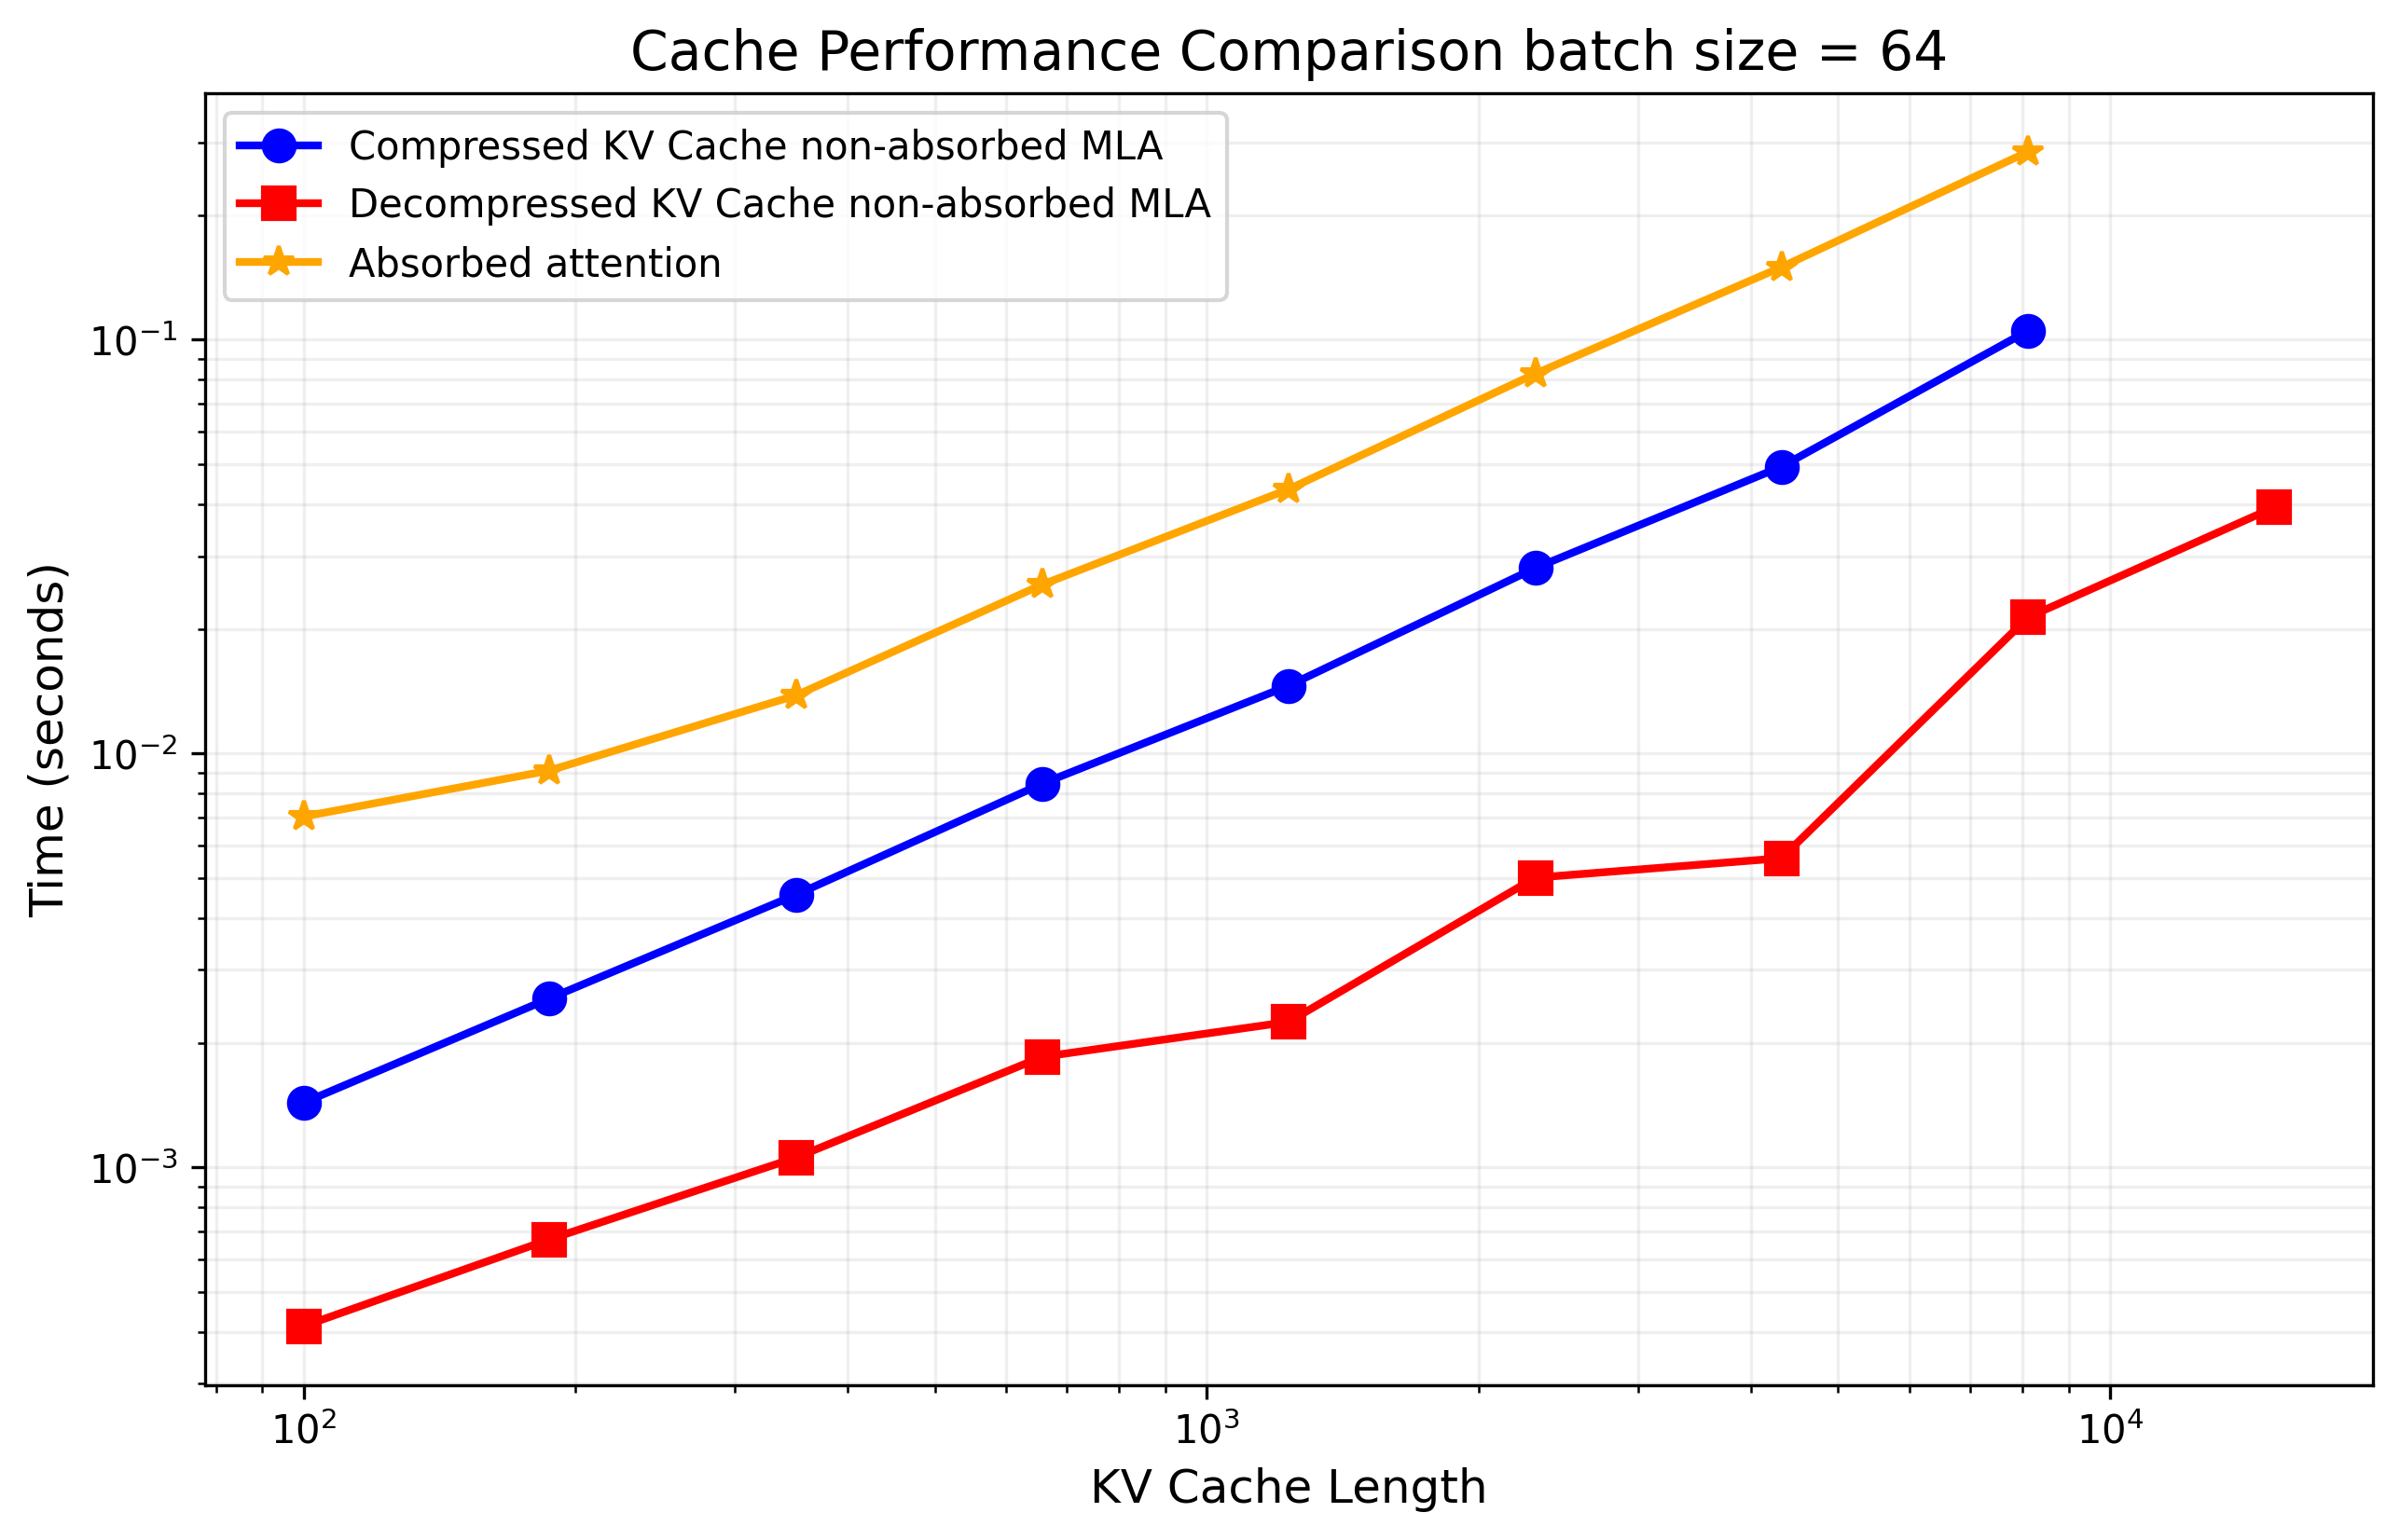 Cache Performance Comparison batch size = 64
Compressed KV Cache non-absorbed MLA
Decompressed KV Cache non-absorbed MLA
Absorbed attention
Time (seconds)
10⁻¹
10⁻²
10⁻³
10² 10³ 10⁴
KV Cache Length